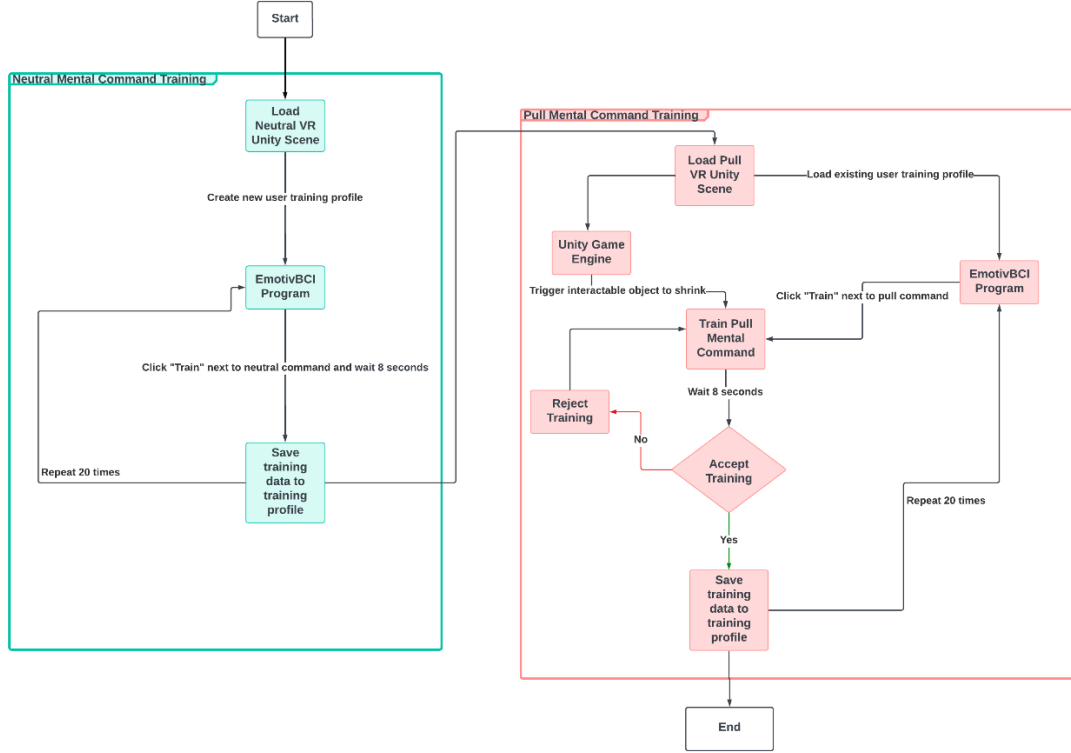 Start
Neutral Mental Command Training
Load
Neutral VR
Unity Scene
Create new user training profile
EmotivBCI
Program
Click "Train" next to neutral command and wait 8 seconds
Repeat 20 times
Save
training
data to
training
profile
Pull Mental Command Training
Load Pull
VR Unity
Scene
Load existing user training profile
Unity Game
Engine
EmotivBCI
Program
Trigger interactable object to shrink
Click "Train" next to pull command
Train Pull
Mental
Command
Wait 8 seconds
Reject
Training
No
Accept
Training
Repeat 20 times
Yes
Save
training
data to
training
profile
End